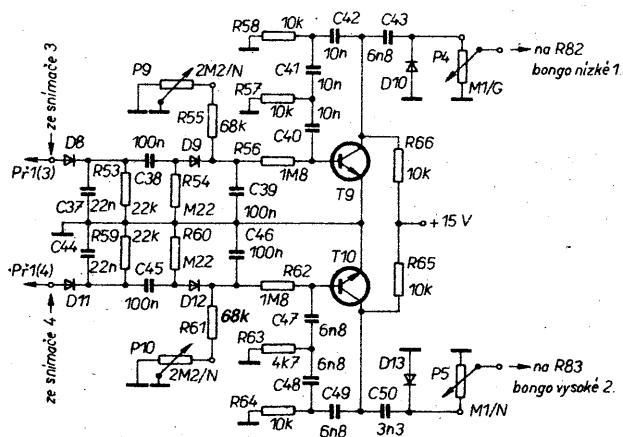 R58
10k
C42
10n
C43
6n8
P4
M1/G
na R82
bongo nízké 1.
D10
P9
2M2/N
C41
10n
R57
10k
10n
C40
R55
68k
ze snímače 3
D8
100n
D9
R56
1M8
T9
R66
10k
Př1(3)
R53
C38
R54
C39
C37
22n
22k
M22
100n
+15 V
C44
R59
22k
R60
C46
T10
22n
C45
M22
100n
R65
10k
Př1(4)
D11
100n
D12
R62
1M8
C47
6n8
R61
68k
ze snímače 4
P10
2M2/N
R63
4k7
6n8
C48
D13
P5
M1/N
na R83
bongo vysoké 2.
R64
10k
C49
6n8
C50
3n3